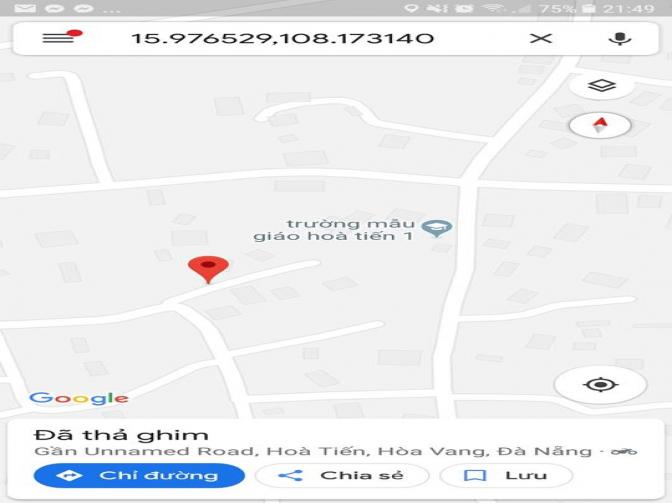 ... 75% 21:49
15.976529,108.173140
trường mẫu
giáo hoà tiến 1
Google
Đã thả ghim
Gần Unnamed Road, Hoà Tiến, Hòa Vang, Đà Nẵng ·
Chỉ đường
Chia sẻ
Lưu